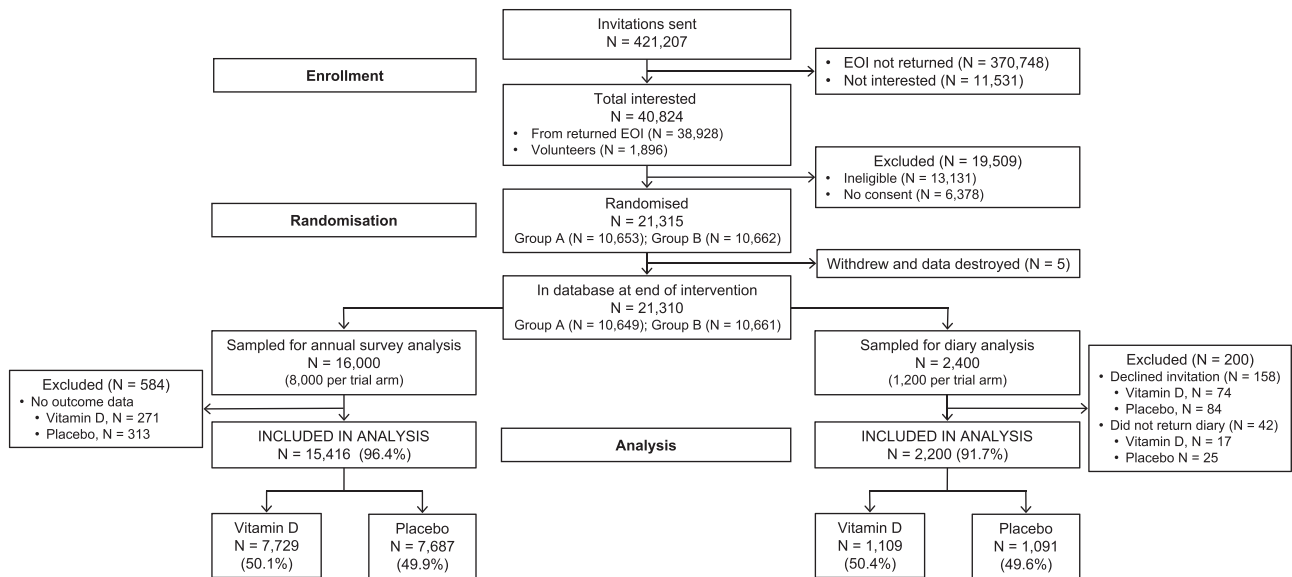 Invitations sent
N = 421,207
Enrollment
• EOI not returned (N = 370,748)
• Not interested (N = 11,531)
Total interested
N = 40,824
• From returned EOI (N = 38,928)
• Volunteers (N = 1,896)
Excluded (N = 19,509)
• Ineligible (N = 13,131)
• No consent (N = 6,378)
Randomisation
Randomised
N = 21,315
Group A (N = 10,653); Group B (N = 10,662)
Withdrew and data destroyed (N = 5)
In database at end of intervention
N = 21,310
Group A (N = 10,649); Group B (N = 10,661)
Sampled for annual survey analysis
N = 16,000
(8,000 per trial arm)
Sampled for diary analysis
N = 2,400
(1,200 per trial arm)
Excluded (N = 584)
• No outcome data
• Vitamin D, N = 271
• Placebo, N = 313
Excluded (N = 200)
• Declined invitation (N = 158)
• Vitamin D, N = 74
• Placebo, N = 84
• Did not return diary (N = 42)
• Vitamin D, N = 17
• Placebo N = 25
INCLUDED IN ANALYSIS
N = 15,416 (96.4%)
Analysis
INCLUDED IN ANALYSIS
N = 2,200 (91.7%)
Vitamin D
N = 7,729
(50.1%)
Placebo
N = 7,687
(49.9%)
Vitamin D
N = 1,109
(50.4%)
Placebo
N = 1,091
(49.6%)